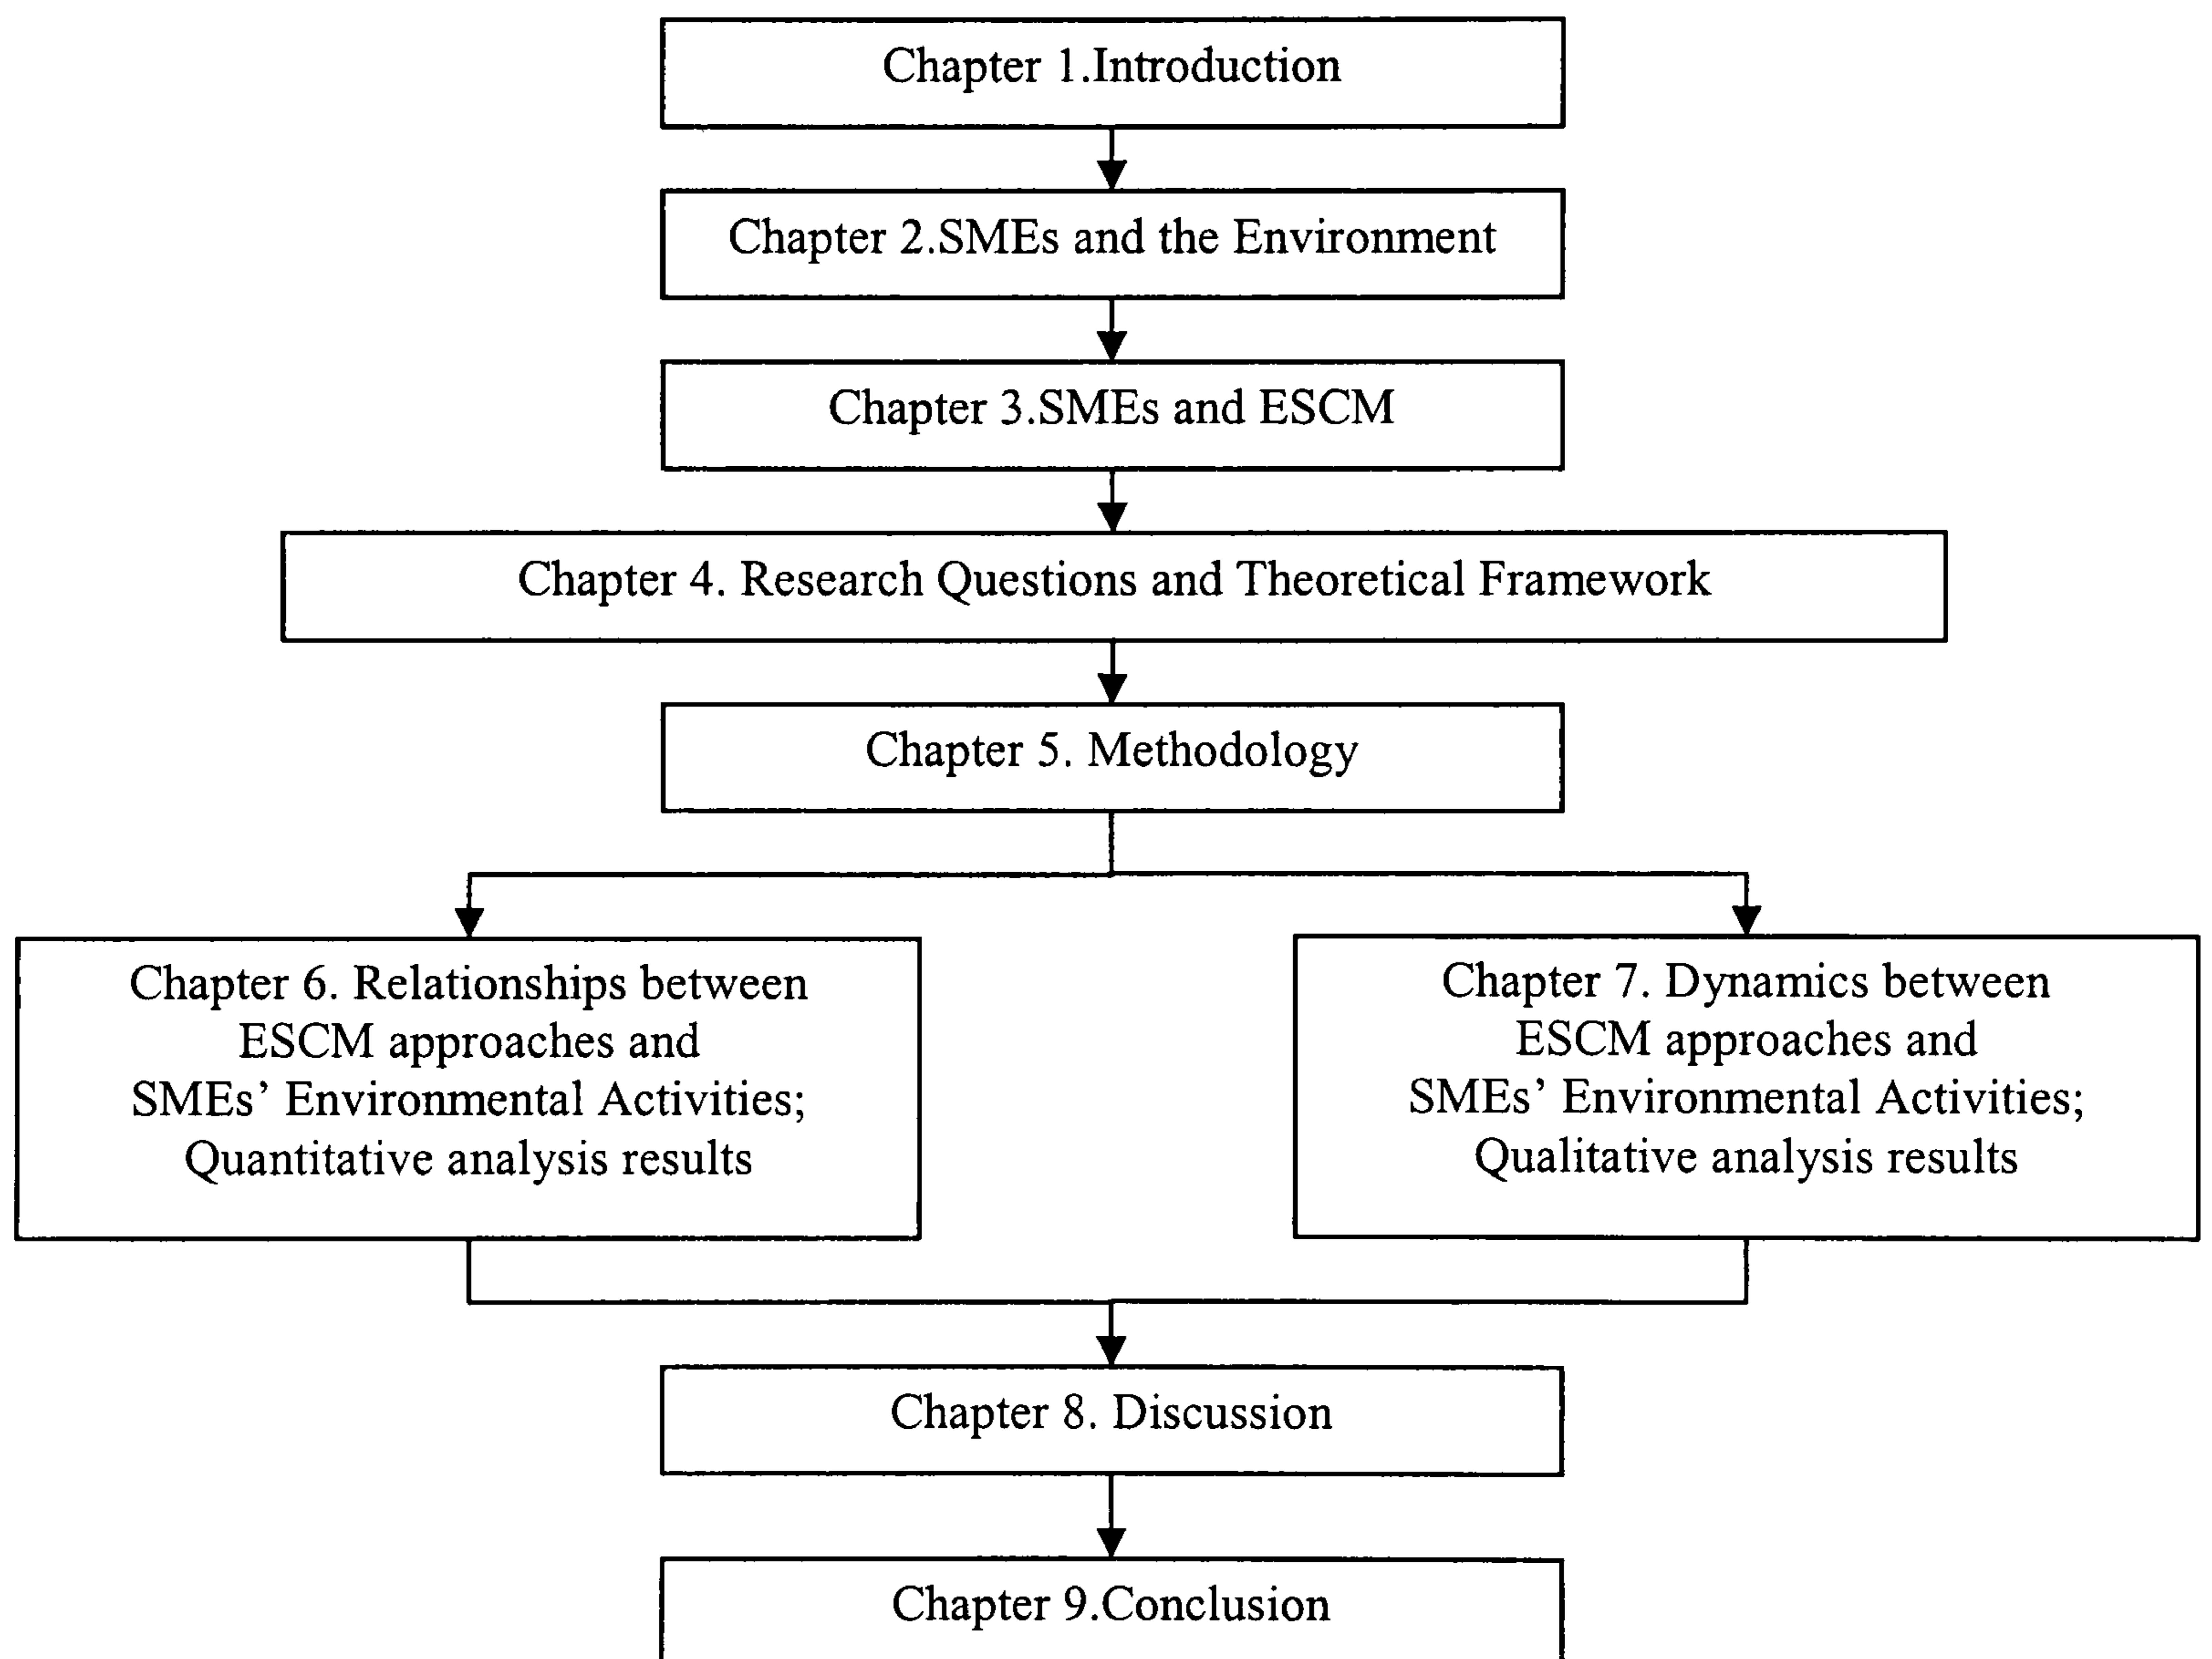 Chapter 1.Introduction
Chapter 2.SMEs and the Environment
Chapter 3.SMEs and ESCM
Chapter 4. Research Questions and Theoretical Framework
Chapter 5. Methodology
Chapter 6. Relationships between
ESCM approaches and
SMEs’ Environmental Activities;
Quantitative analysis results
Chapter 7. Dynamics between
ESCM approaches and
SMEs’ Environmental Activities;
Qualitative analysis results
Chapter 8. Discussion
Chapter 9.Conclusion